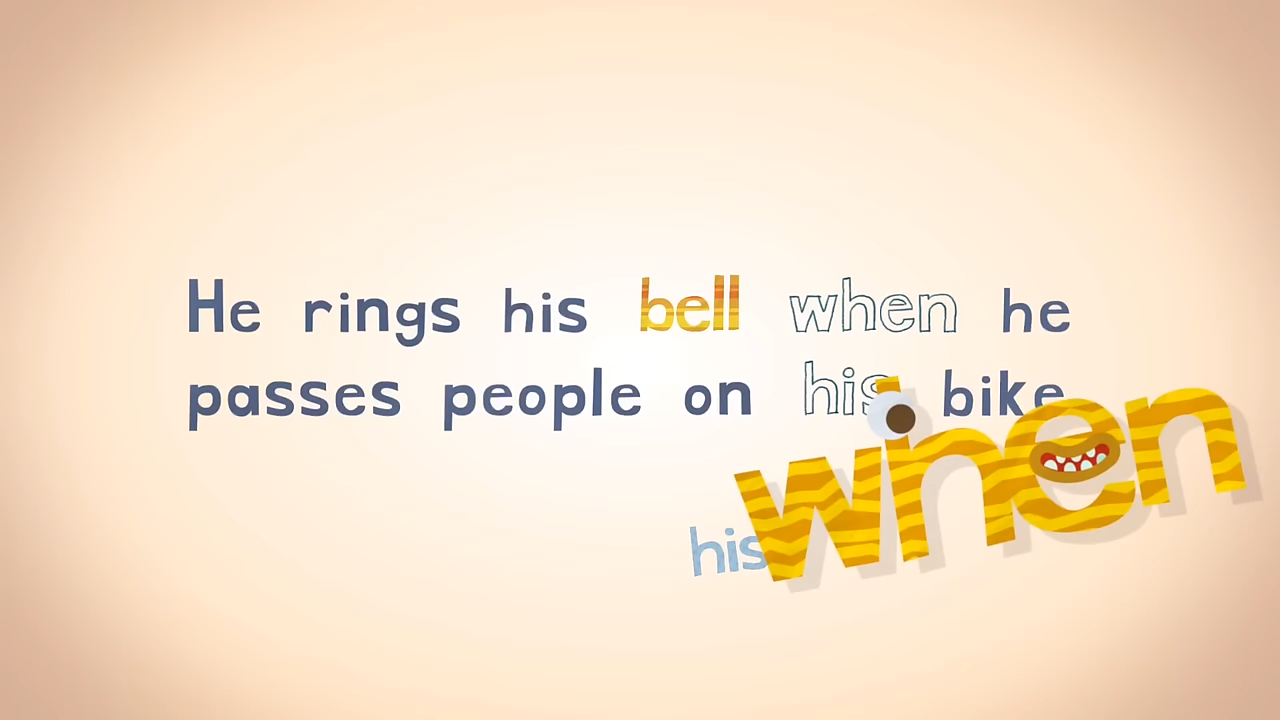 He rings his bell when he
passes people on his bike
his when